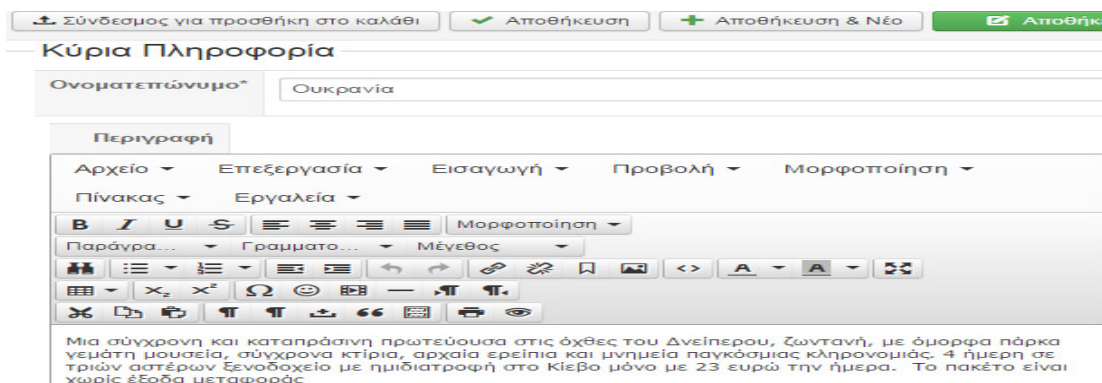 Σύνδεσμος για προσθήκη στο καλάθι Αποθήκευση Αποθήκευση & Νέο Αποθήκ
Κύρια Πληροφορία
Ονοματεπώνυμο* Ουκρανία
Περιγραφή
Αρχείο Επεξεργασία Εισαγωγή Προβολή Μορφοποίηση
Πίνακας Εργαλεία
B I U S Μορφοποίηση
Παράγρα... Γραμματο... Μέγεθος
A A
x₂ x² Ω
Μια σύγχρονη και καταπράσινη πρωτεύουσα στις όχθες του Δνείπερου, ζωντανή, με όμορφα πάρκα
γεμάτη μουσεία, σύγχρονα κτίρια, αρχαία ερείπια και μνημεία παγκόσμιας κληρονομιάς. 4 ήμερη σε
τριών αστέρων ξενοδοχείο με ημιδιατροφή στο Κίεβο μόνο με 23 ευρώ την ήμερα. Το πακέτο είναι
χωρίς έξοδα μεταφοράς